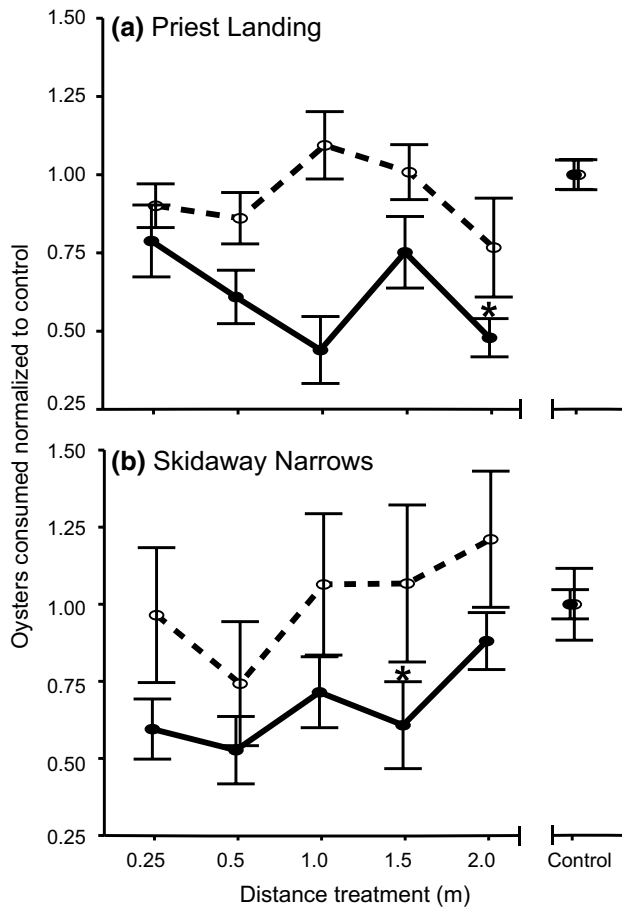 (a) Priest Landing
1.50
1.25
1.00
0.75
0.50
0.25
*
(b) Skidaway Narrows
1.50
1.25
1.00
0.75
0.50
0.25
*
Oysters consumed normalized to control
0.25 0.5 1.0 1.5 2.0 Control
Distance treatment (m)